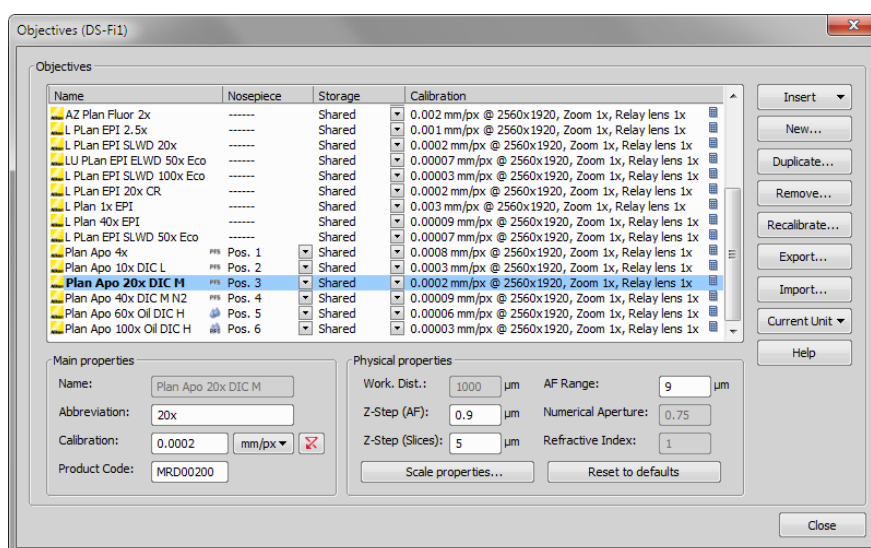 Objectives (DS-Fi1)
Objectives
Name Nosepiece Storage Calibration
AZ Plan Fluor 2x ------ Shared 0.002 mm/px @ 2560x1920, Zoom 1x, Relay lens 1x
L PLan EPI 2.5x ------ Shared 0.001 mm/px @ 2560x1920, Zoom 1x, Relay lens 1x
L PLan EPI SLWD 20x ------ Shared 0.0002 mm/px @ 2560x1920, Zoom 1x, Relay lens 1x
LU PLan EPI ELWD 50x Eco ------ Shared 0.00007 mm/px @ 2560x1920, Zoom 1x, Relay lens 1x
L PLan EPI SLWD 100x Eco ------ Shared 0.00003 mm/px @ 2560x1920, Zoom 1x, Relay lens 1x
L PLan EPI 20x CR ------ Shared 0.0002 mm/px @ 2560x1920, Zoom 1x, Relay lens 1x
L Plan 1x EPI ------ Shared 0.003 mm/px @ 2560x1920, Zoom 1x, Relay lens 1x
L Plan 40x EPI ------ Shared 0.00009 mm/px @ 2560x1920, Zoom 1x, Relay lens 1x
L PLan EPI SLWD 50x Eco ------ Shared 0.00007 mm/px @ 2560x1920, Zoom 1x, Relay lens 1x
Plan Apo 4x PFS Pos. 1 Shared 0.0008 mm/px @ 2560x1920, Zoom 1x, Relay lens 1x
Plan Apo 10x DIC L PFS Pos. 2 Shared 0.0003 mm/px @ 2560x1920, Zoom 1x, Relay lens 1x
Plan Apo 20x DIC M PFS Pos. 3 Shared 0.0002 mm/px @ 2560x1920, Zoom 1x, Relay lens 1x
Plan Apo 40x DIC M N2 PFS Pos. 4 Shared 0.00009 mm/px @ 2560x1920, Zoom 1x, Relay lens 1x
Plan Apo 60x Oil DIC H Pos. 5 Shared 0.00006 mm/px @ 2560x1920, Zoom 1x, Relay lens 1x
Plan Apo 100x Oil DIC H Pos. 6 Shared 0.00003 mm/px @ 2560x1920, Zoom 1x, Relay lens 1x
Insert
New...
Duplicate...
Remove...
Recalibrate...
Export...
Import...
Current Unit
Help
Main properties
Name: Plan Apo 20x DIC M
Abbreviation: 20x
Calibration: 0.0002 mm/px
Product Code: MRD00200
Physical properties
Work. Dist.: 1000 µm AF Range: 9 µm
Z-Step (AF): 0.9 µm Numerical Aperture: 0.75
Z-Step (Slices): 5 µm Refractive Index: 1
Scale properties... Reset to defaults
Close